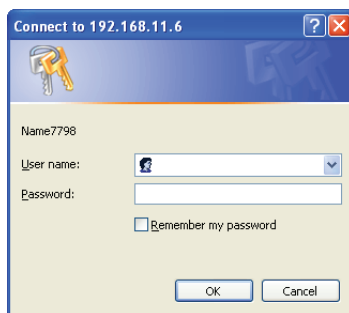 Connect to 192.168.11.6
Name7798
User name:
Password:
Remember my password
OK Cancel